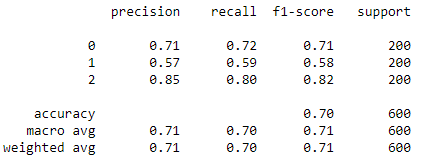 precision recall f1-score support
0 0.71 0.72 0.71 200
1 0.57 0.59 0.58 200
2 0.85 0.80 0.82 200
accuracy 0.70 600
macro avg 0.71 0.70 0.71 600
weighted avg 0.71 0.70 0.71 600